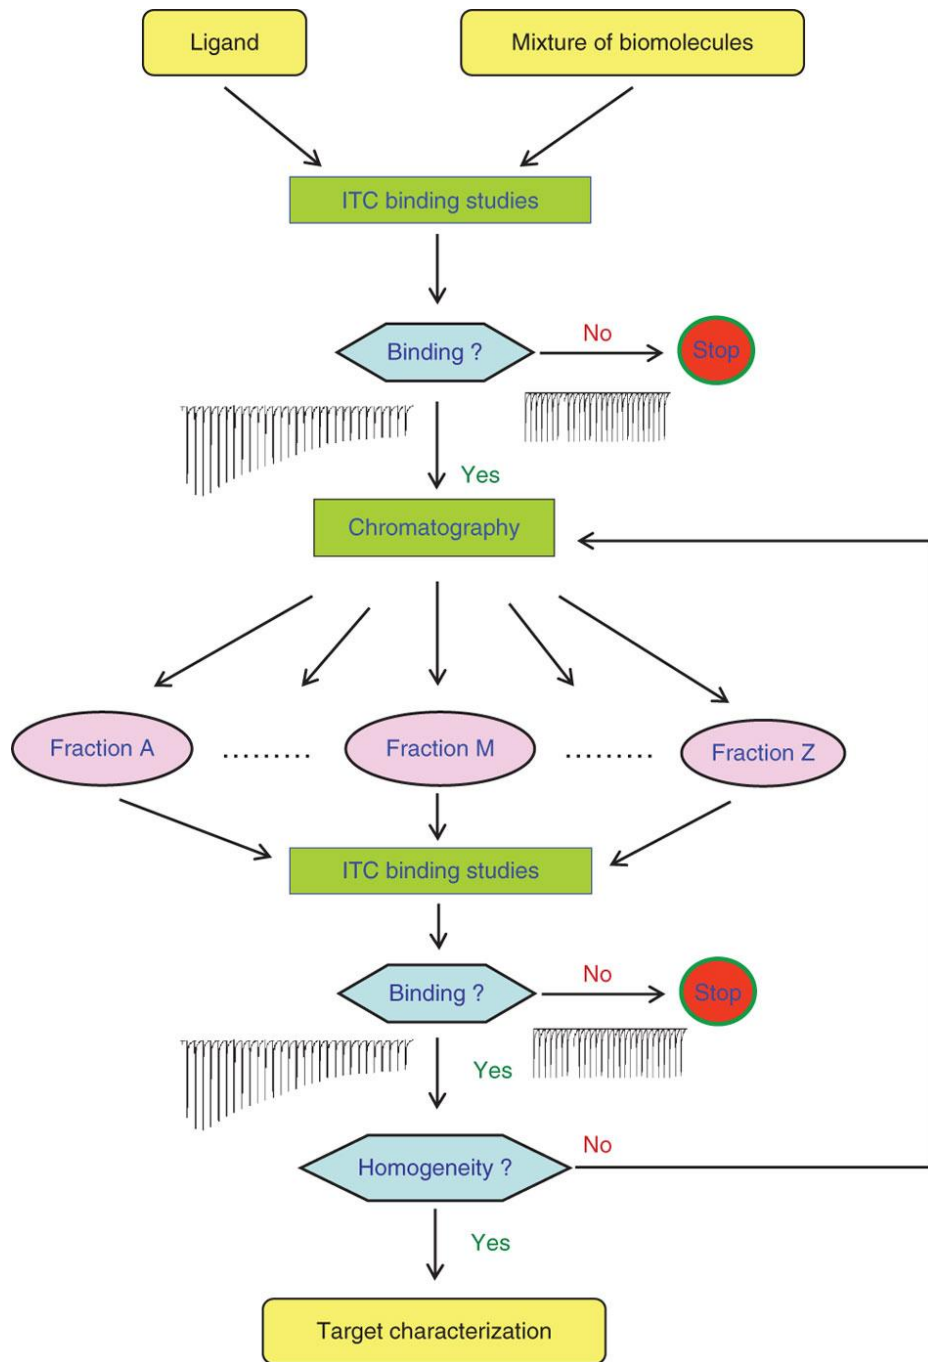 Ligand
Mixture of biomolecules
ITC binding studies
Binding ?
No
Stop
Yes
Chromatography
Fraction A
Fraction M
Fraction Z
ITC binding studies
Binding ?
No
Stop
Yes
Homogeneity ?
No
Yes
Target characterization